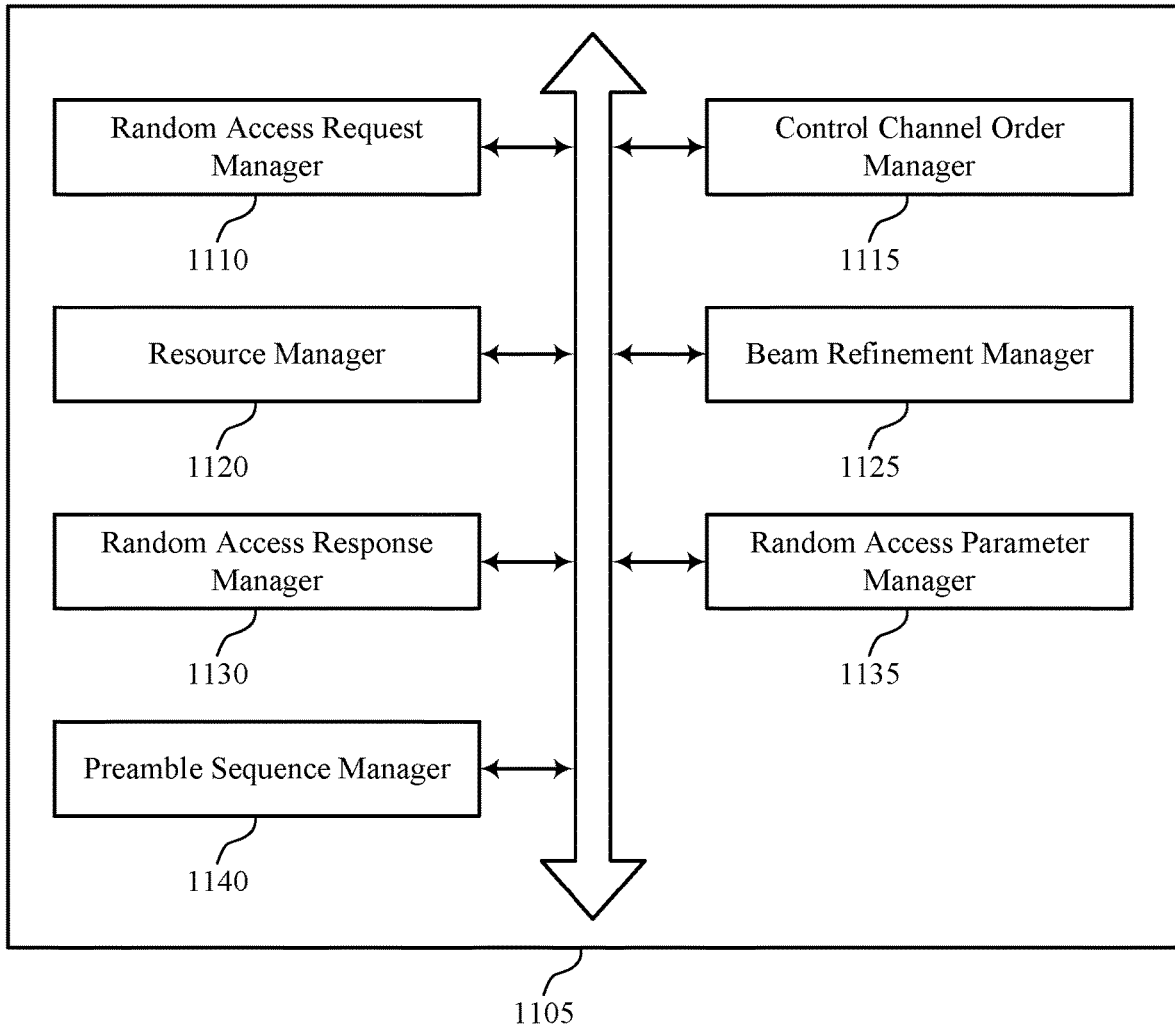 Random Access Request
Manager
1110
Control Channel Order
Manager
1115
Resource Manager
1120
Beam Refinement Manager
1125
Random Access Response
Manager
1130
Random Access Parameter
Manager
1135
Preamble Sequence Manager
1140
1105